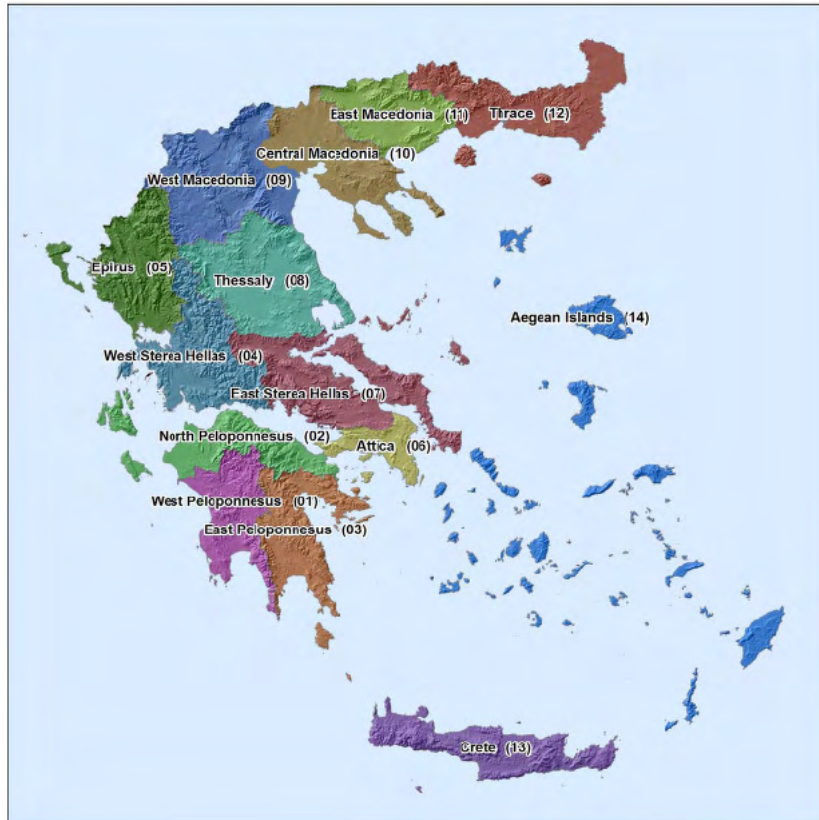 East Macedonia (11)
Thrace (12)
Central Macedonia (10)
West Macedonia (09)
Epirus (05)
Thessaly (08)
Aegean Islands (14)
West Sterea Hellas (04)
East Sterea Hellas (07)
North Peloponnesus (02)
Attica (06)
West Peloponnesus (01)
East Peloponnesus (03)
Crete (13)